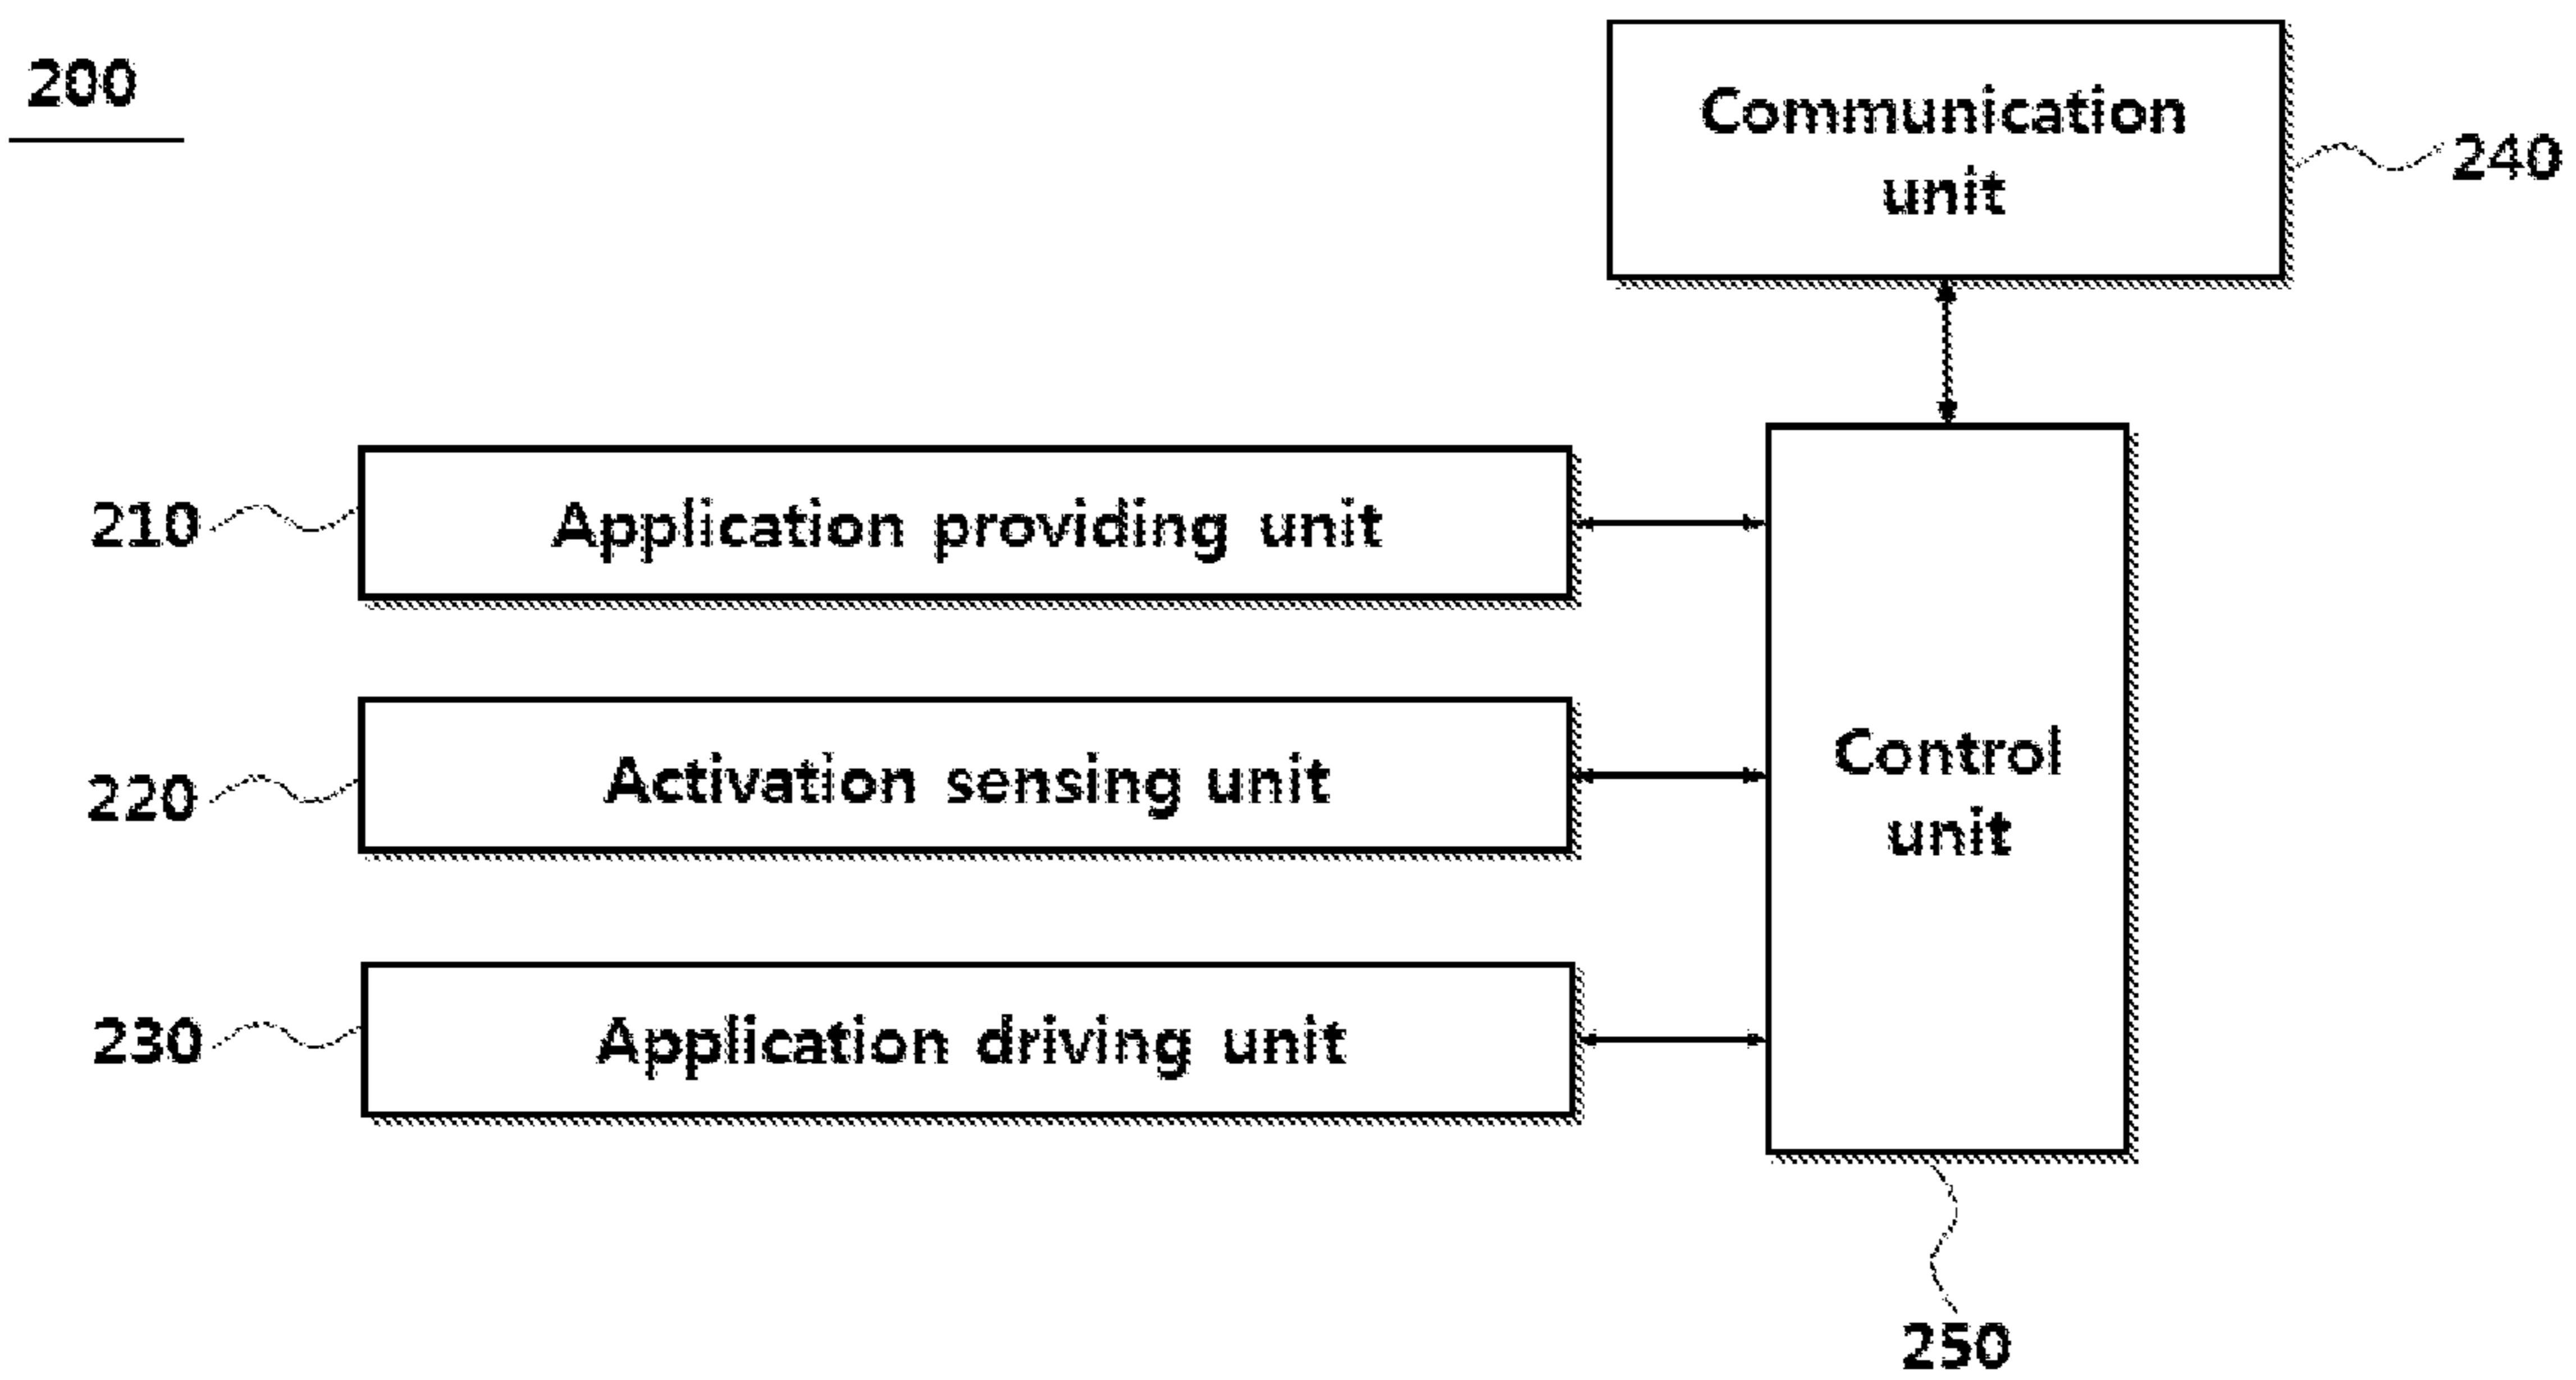 200
Communication
unit
240
210
Application providing unit
220
Activation sensing unit
Control
unit
230
Application driving unit
250